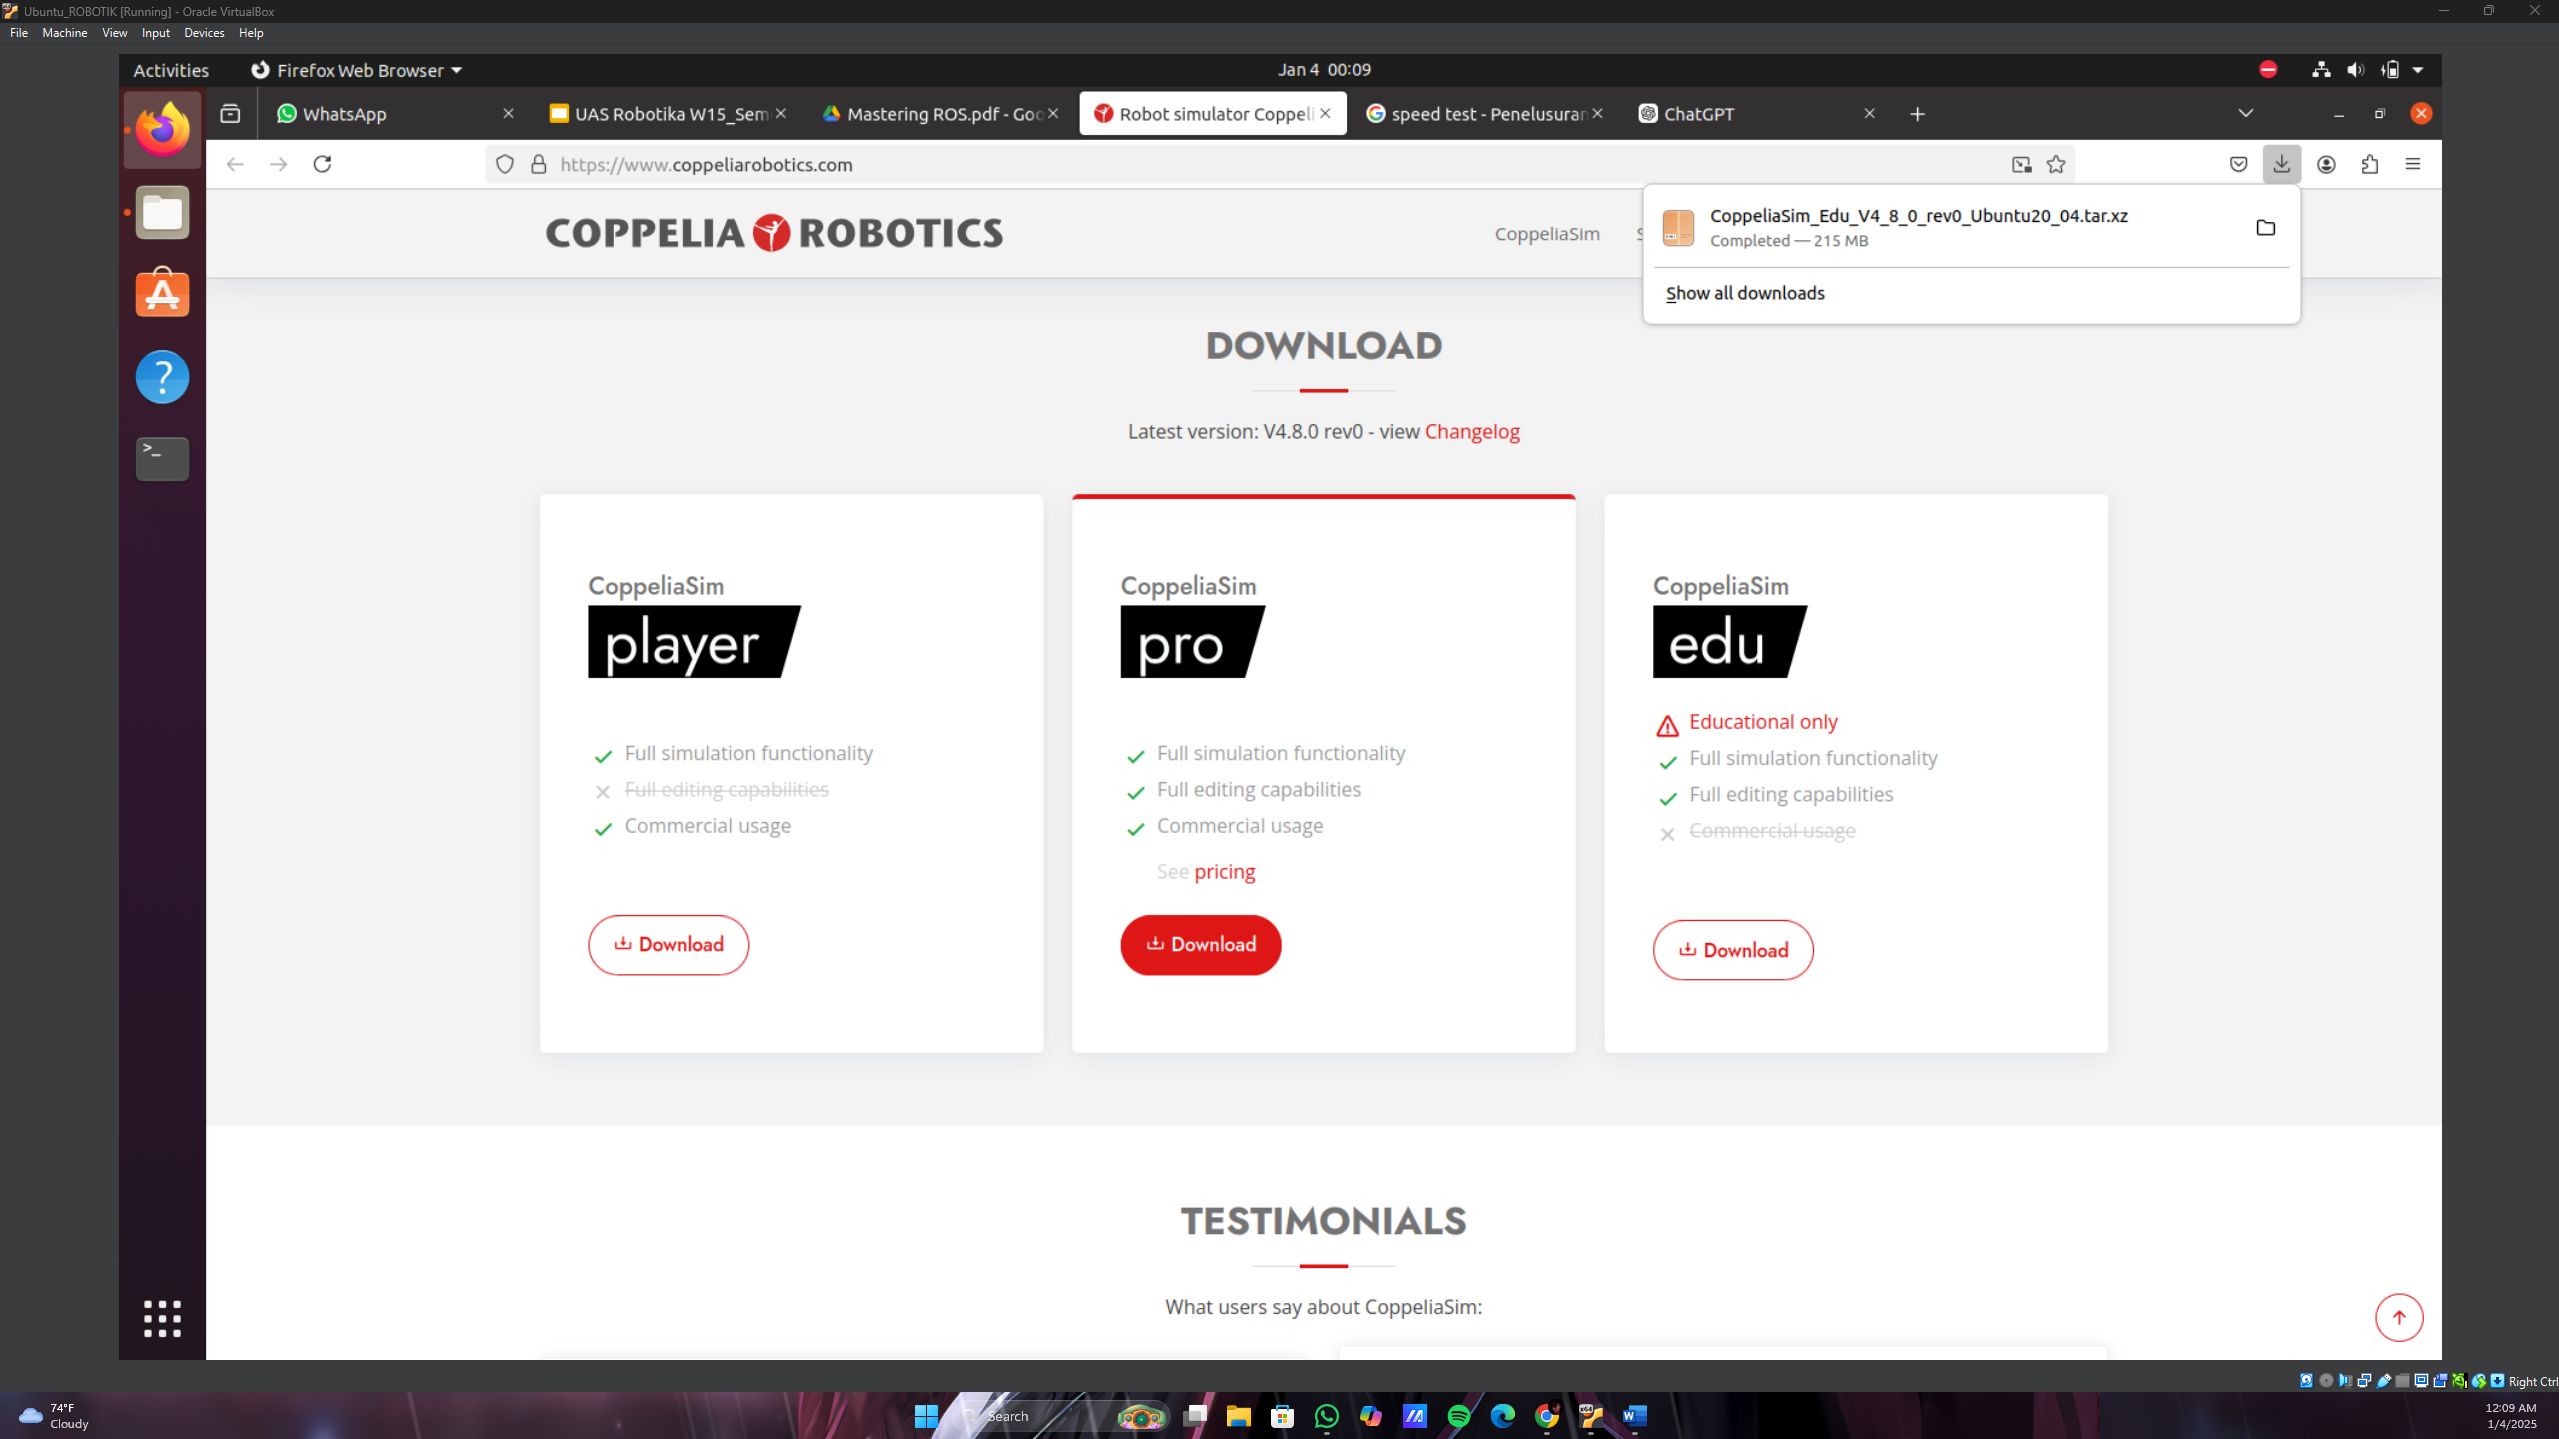 Ubuntu_ROBOTIK [Running] - Oracle VirtualBox
File Machine View Input Devices Help
Activities Firefox Web Browser Jan 4 00:09
WhatsApp UAS Robotika W15_Sem Mastering ROS.pdf - Goo Robot simulator Coppeli speed test - Penelusuran ChatGPT
https://www.coppeliarobotics.com
COPPELIA ROBOTICS
CoppeliaSim
CoppeliaSim_Edu_V4_8_0_rev0_Ubuntu20_04.tar.xz
Completed — 215 MB
Show all downloads
DOWNLOAD
Latest version: V4.8.0 rev0 - view Changelog
CoppeliaSim
player
Full simulation functionality
Full editing capabilities
Commercial usage
Download
CoppeliaSim
pro
Full simulation functionality
Full editing capabilities
Commercial usage
See pricing
Download
CoppeliaSim
edu
Educational only
Full simulation functionality
Full editing capabilities
Commercial usage
Download
TESTIMONIALS
What users say about CoppeliaSim:
Right Ctrl
74°F
Cloudy
Search
12:09 AM
1/4/2025